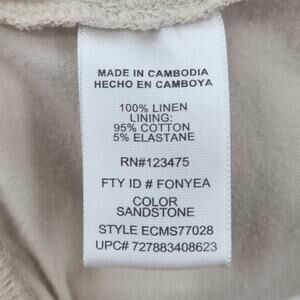 MADE IN CAMBODIA
HECHO EN CAMBOYA
100% LINEN
LINING:
95% COTTON
5% ELASTANE
RN#123475
FTY ID # FONYEA
COLOR
SANDSTONE
STYLE ECMS77028
UPC# 727883408623